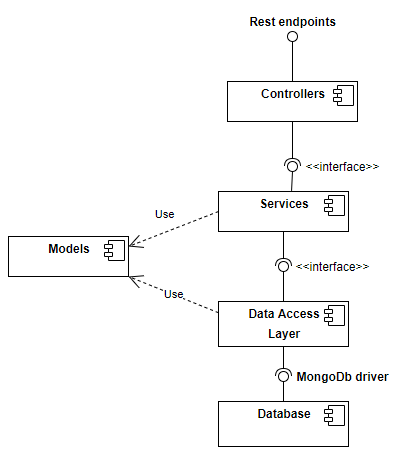 Rest endpoints
Controllers
<<interface>>
Services
Use
<<interface>>
Models
Use
Data Access
Layer
MongoDb driver
Database